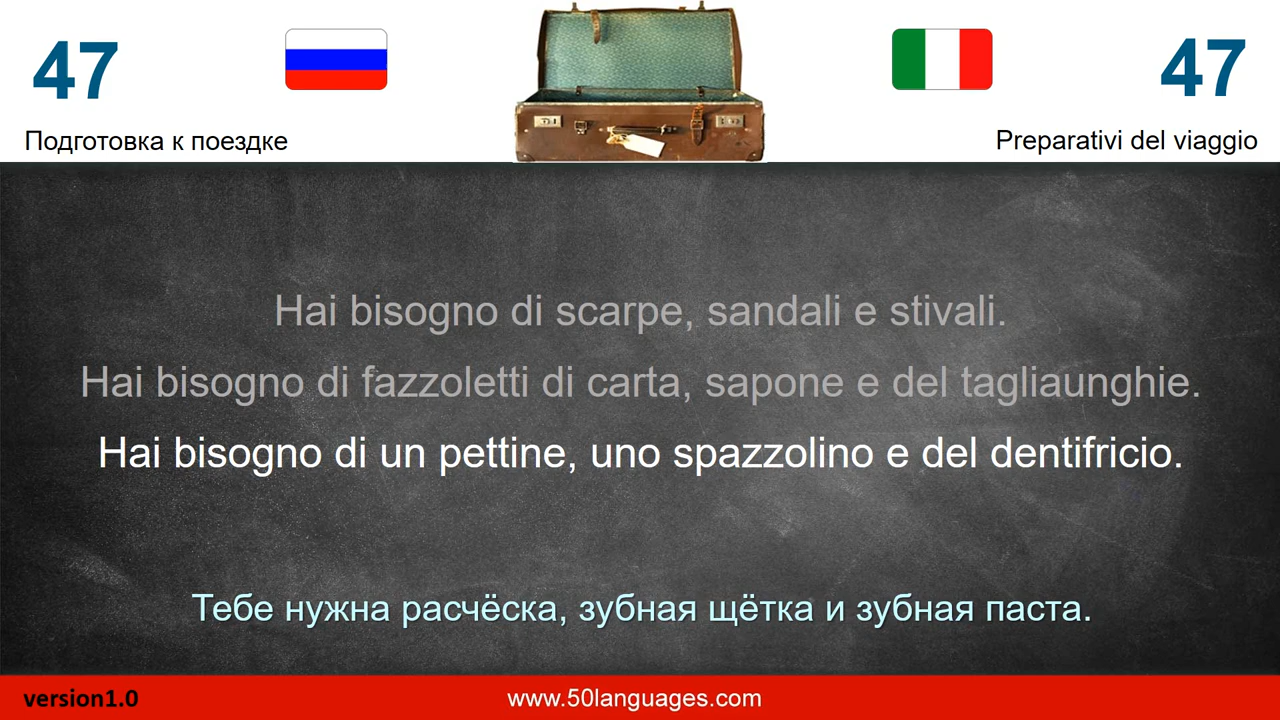 47
47
Подготовка к поездке
Preparativi del viaggio
Hai bisogno di scarpe, sandali e stivali.
Hai bisogno di fazzoletti di carta, sapone e del tagliaunghie.
Hai bisogno di un pettine, uno spazzolino e del dentifricio.
Тебе нужна расчёска, зубная щётка и зубная паста.
version1.0
www.50languages.com